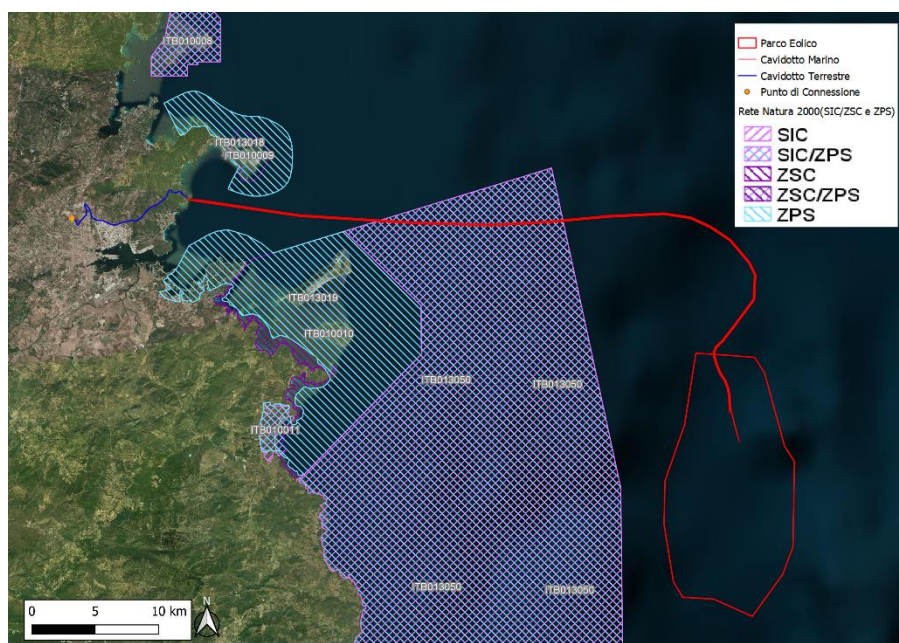 ITB010008
Parco Eolico
Cavidotto Marino
Cavidotto Terrestre
Punto di Connessione
Rete Natura 2000(SIC/ZSC e ZPS)
SIC
SIC/ZPS
ZSC
ZSC/ZPS
ZPS
ITB013018
ITB010009
ITB013019
ITB010010
ITB013050 ITB013050
ITB010011
ITB013050 ITB013050
0 5 10 km
N